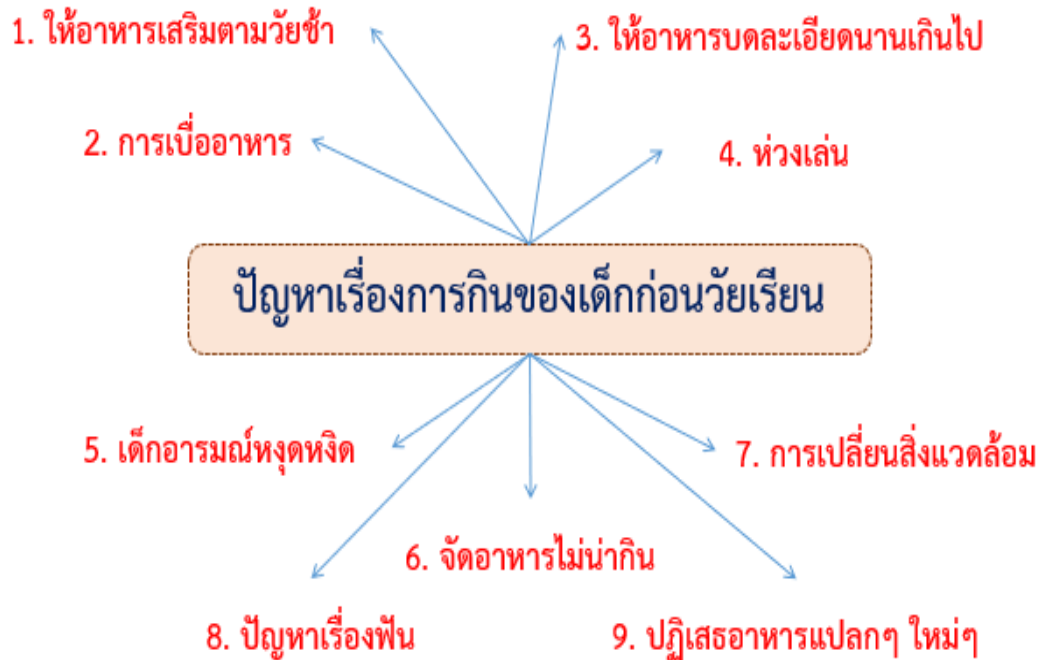 1. ให้อาหารเสริมตามวัยช้า
3. ให้อาหารบดละเอียดนานเกินไป
2. การเบื่ออาหาร
4. ห่วงเล่น
ปัญหาเรื่องการกินของเด็กก่อนวัยเรียน
5. เด็กอารมณ์หงุดหงิด
7. การเปลี่ยนสิ่งแวดล้อม
6. จัดอาหารไม่น่ากิน
8. ปัญหาเรื่องฟัน
9. ปฏิเสธอาหารแปลกๆ ใหม่ๆ